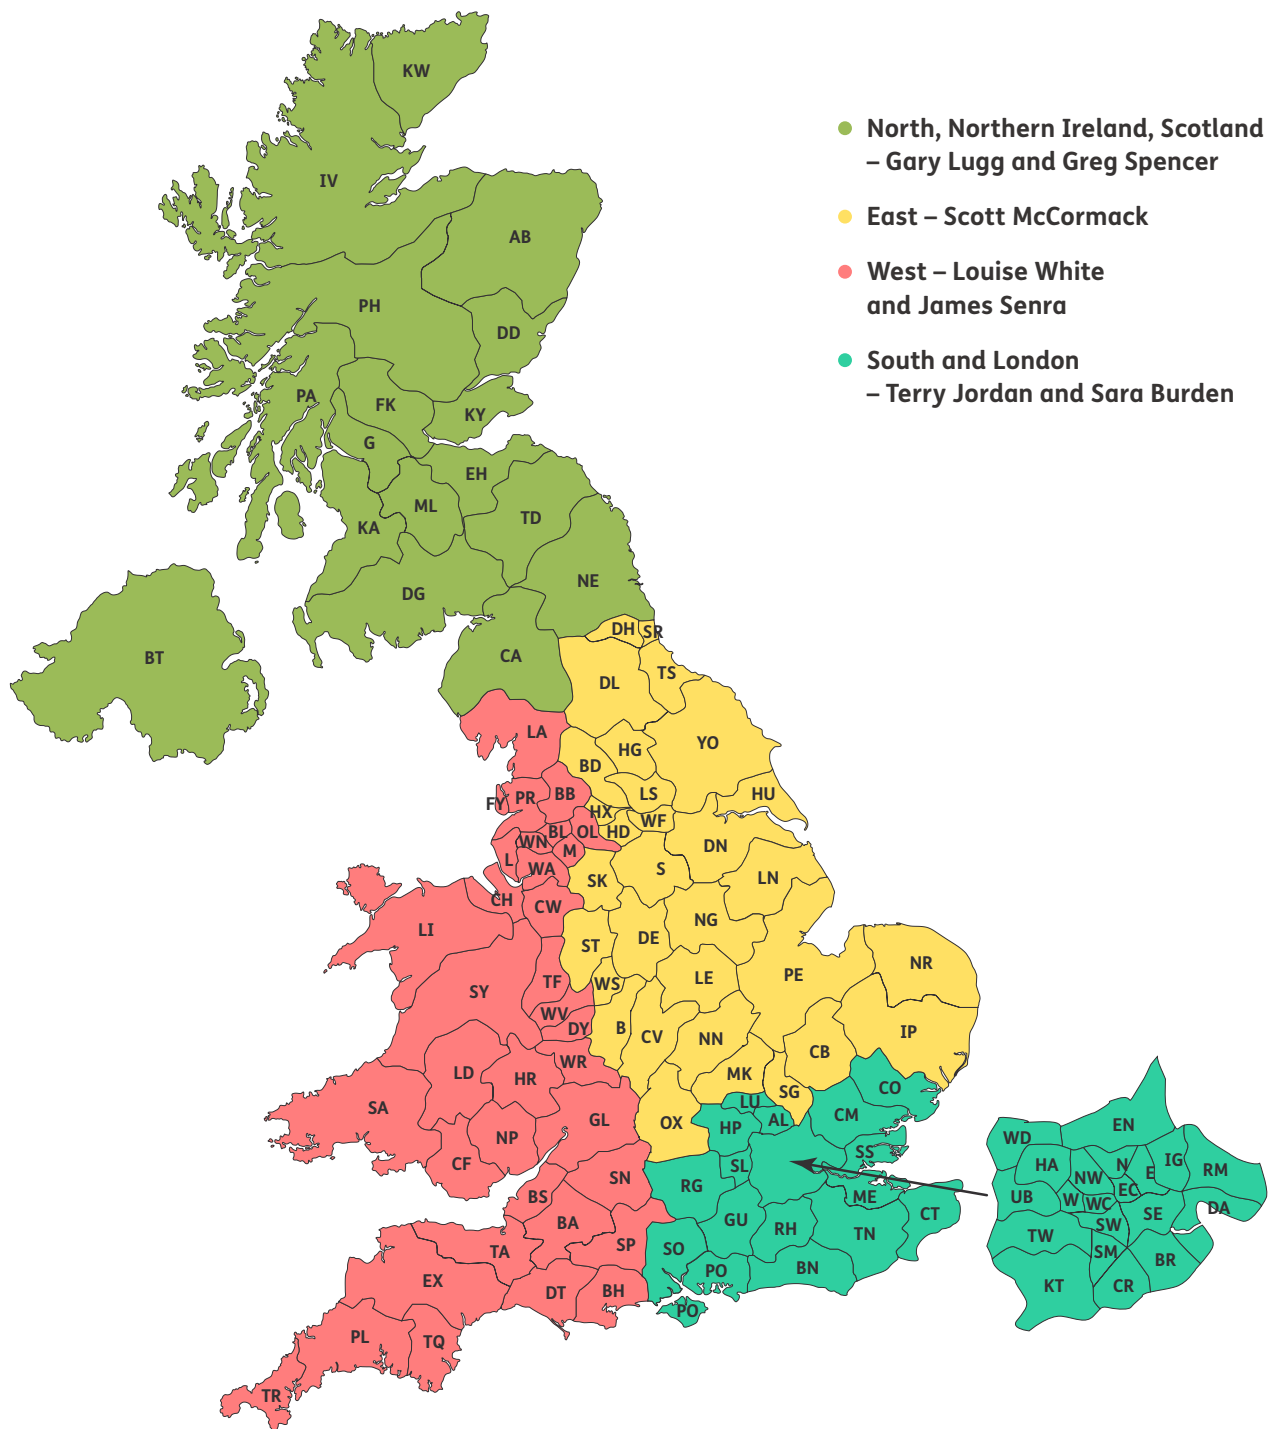 North, Northern Ireland, Scotland
– Gary Lugg and Greg Spencer
East – Scott McCormack
West – Louise White
and James Senra
South and London
– Terry Jordan and Sara Burden
KW
IV
AB
PH
DD
PA
FK
KY
G
EH
ML
TD
KA
NE
DG
DH
SR
CA
BT
TS
DL
LA
HG
YO
BD
BB
LS
HU
FY
PR
HX
WF
BL
OL
HD
WN
DN
M
L
WA
S
LN
SK
CH
CW
NG
LI
DE
ST
NR
PE
LE
TF
WS
SY
WV
DY
B
IP
CV
NN
CB
WR
LD
HR
MK
CO
SG
SA
LU
CM
GL
OX
AL
HP
NP
SS
CF
SL
SN
RG
BS
ME
CT
BA
GU
RH
TN
SP
SO
TA
PO
BN
EX
DT
BH
PO
PL
TQ
TR
EN
WD
HA
N
IG
E
RM
NW
EC
UB
W
WC
DA
SE
SW
TW
SM
BR
KT
CR